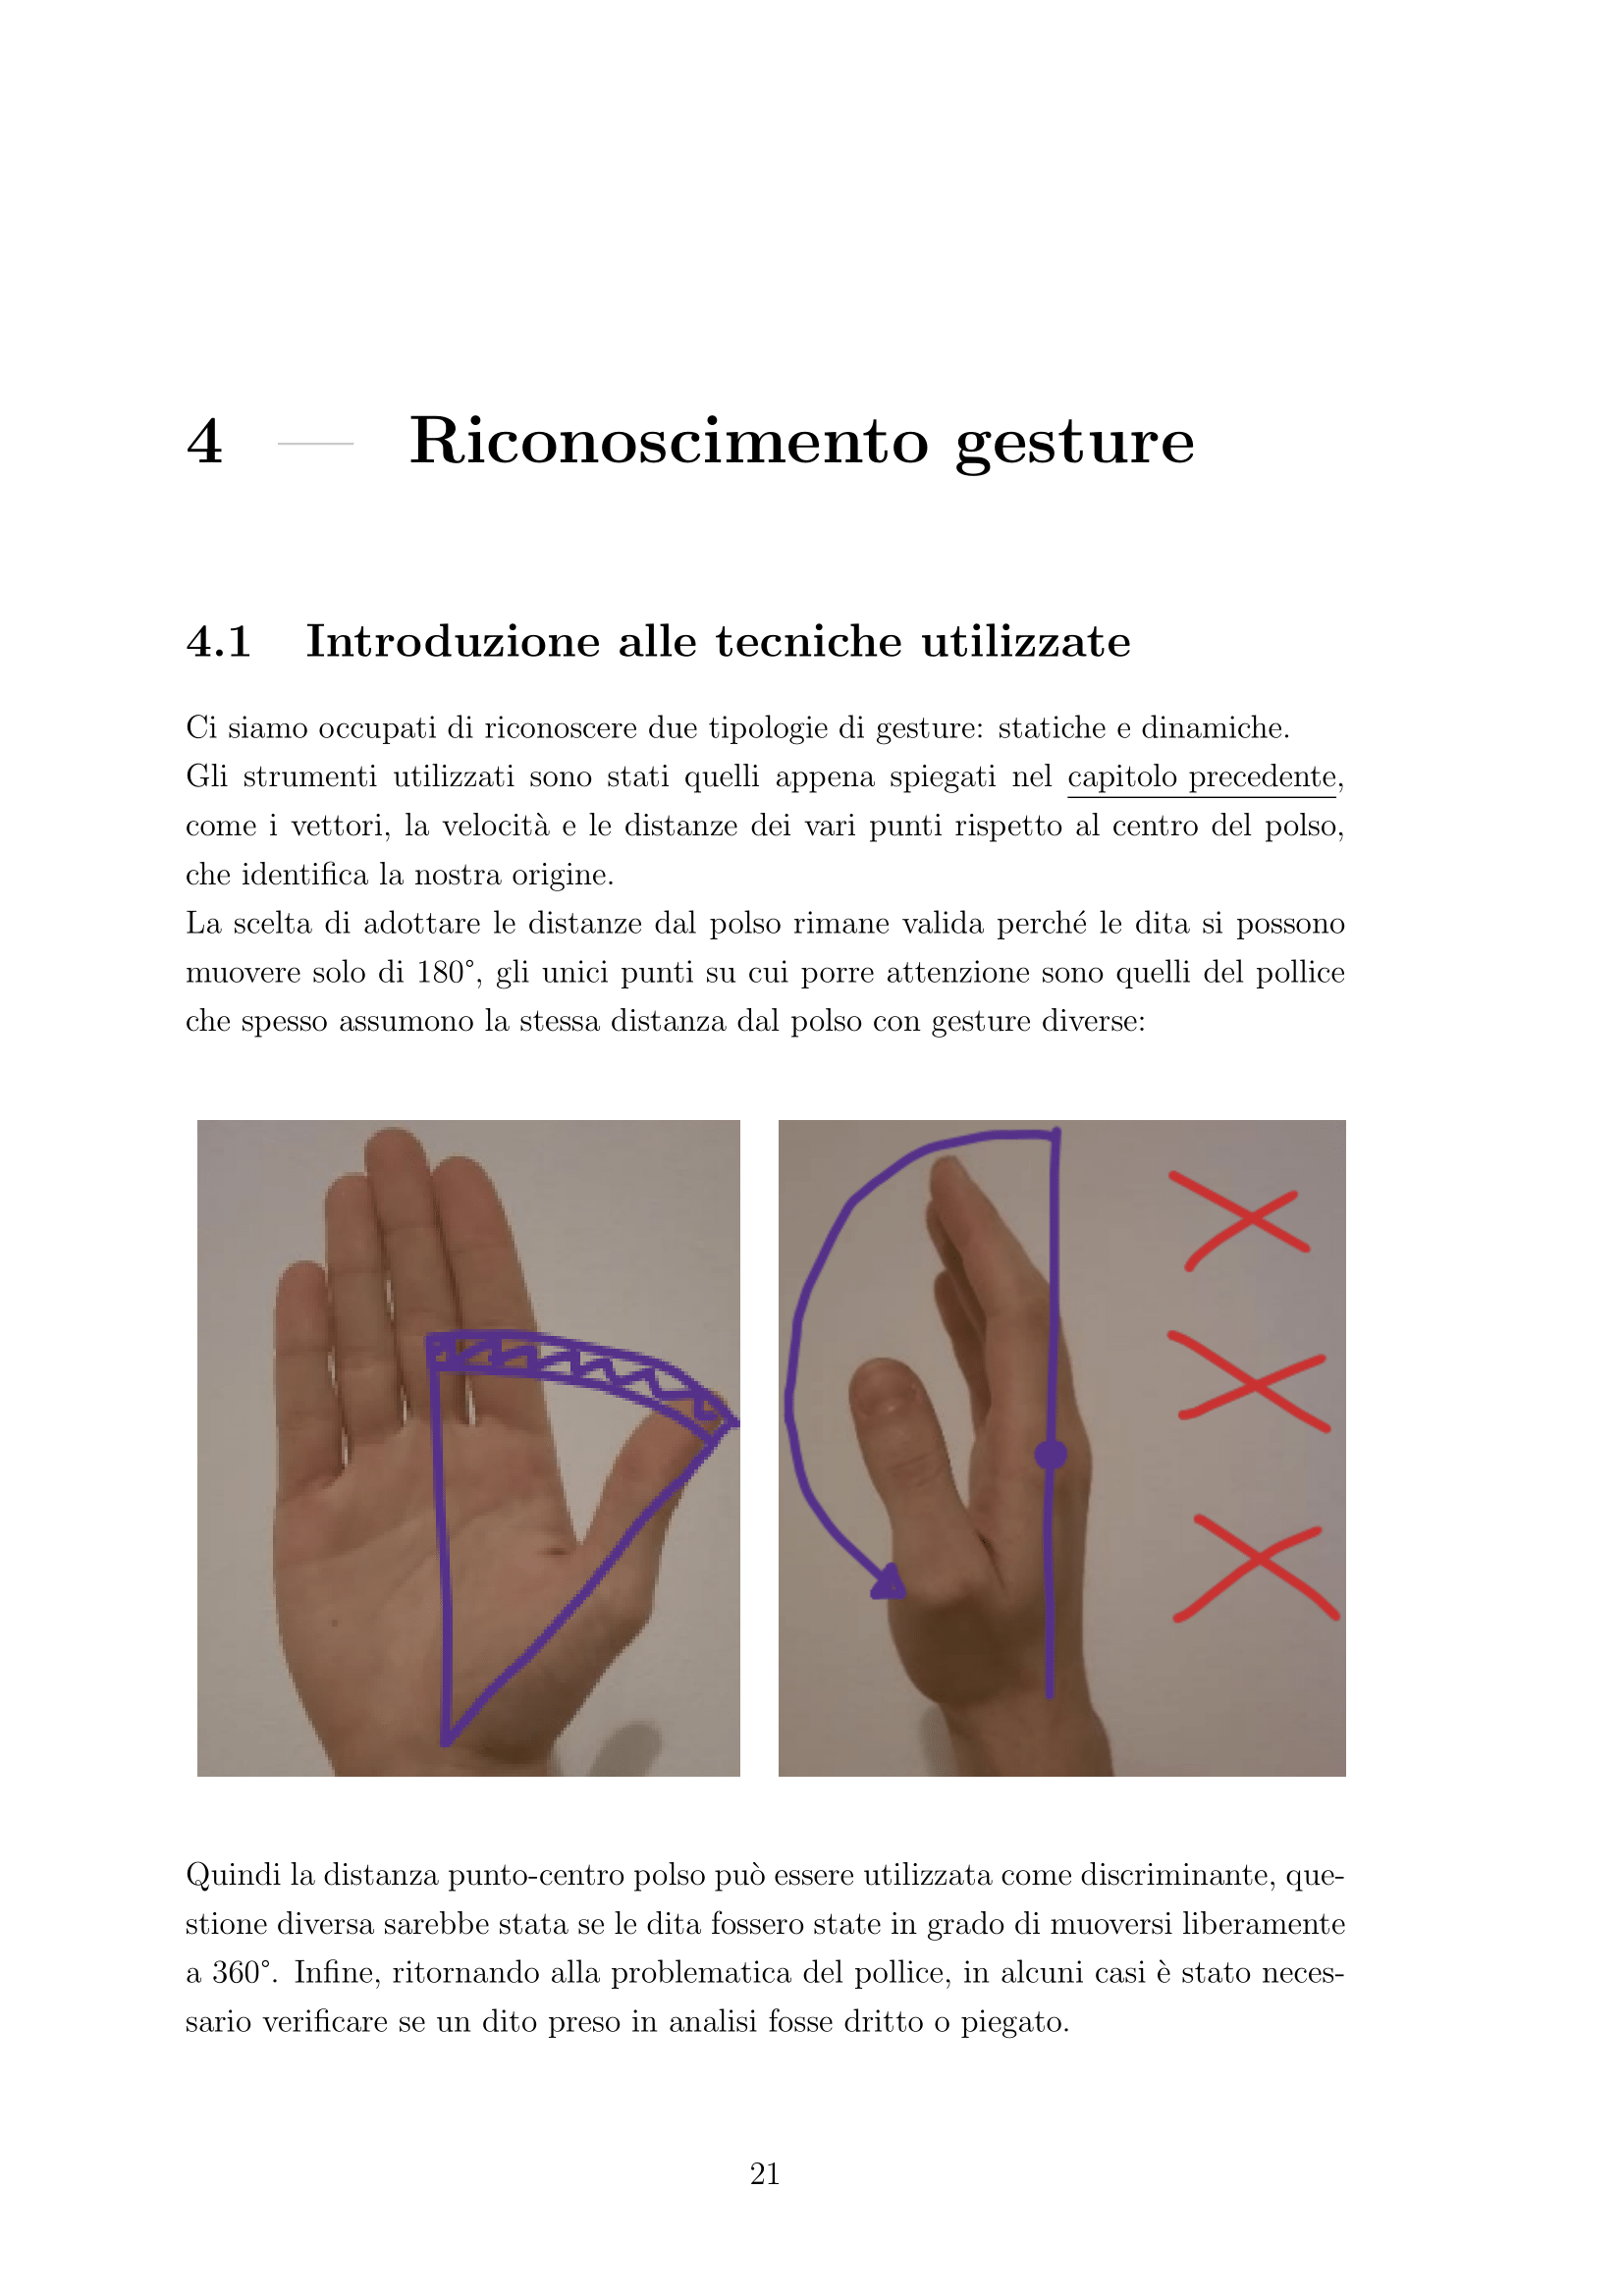 4 — Riconoscimento gesture
4.1 Introduzione alle tecniche utilizzate
Ci siamo occupati di riconoscere due tipologie di gesture: statiche e dinamiche.
Gli strumenti utilizzati sono stati quelli appena spiegati nel capitolo precedente,
come i vettori, la velocità e le distanze dei vari punti rispetto al centro del polso,
che identifica la nostra origine.
La scelta di adottare le distanze dal polso rimane valida perché le dita si possono
muovere solo di 180°, gli unici punti su cui porre attenzione sono quelli del pollice
che spesso assumono la stessa distanza dal polso con gesture diverse:
Quindi la distanza punto-centro polso può essere utilizzata come discriminante, que-
stione diversa sarebbe stata se le dita fossero state in grado di muoversi liberamente
a 360°. Infine, ritornando alla problematica del pollice, in alcuni casi è stato neces-
sario verificare se un dito preso in analisi fosse dritto o piegato.
21